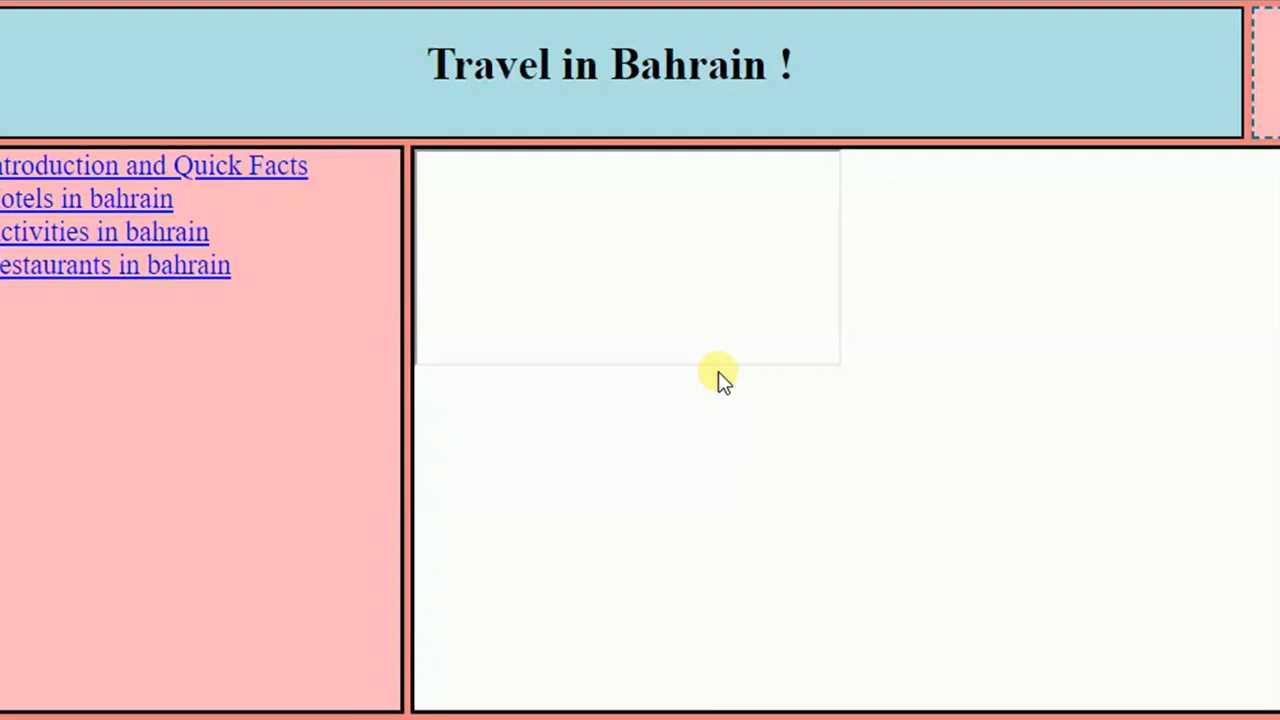 Travel in Bahrain !
ntroduction and Quick Facts
otels in bahrain
ctivities in bahrain
estaurants in bahrain